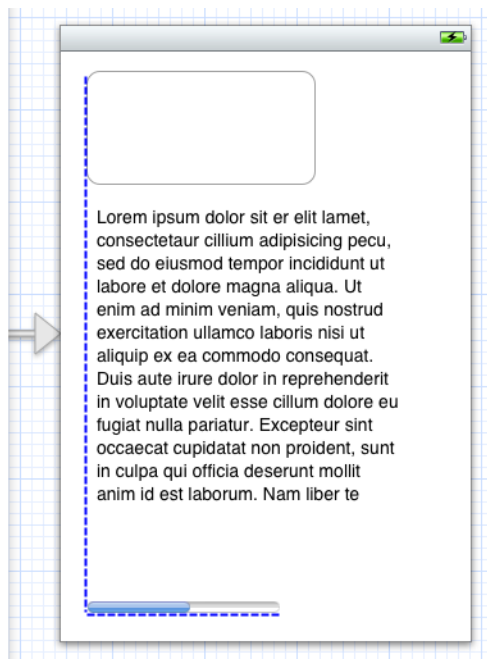 Lorem ipsum dolor sit er elit lamet,
consectetaur cillium adipisicing pecu,
sed do eiusmod tempor incididunt ut
labore et dolore magna aliqua. Ut
enim ad minim veniam, quis nostrud
exercitation ullamco laboris nisi ut
aliquip ex ea commodo consequat.
Duis aute irure dolor in reprehenderit
in voluptate velit esse cillum dolore eu
fugiat nulla pariatur. Excepteur sint
occaecat cupidatat non proident, sunt
in culpa qui officia deserunt mollit
anim id est laborum. Nam liber te